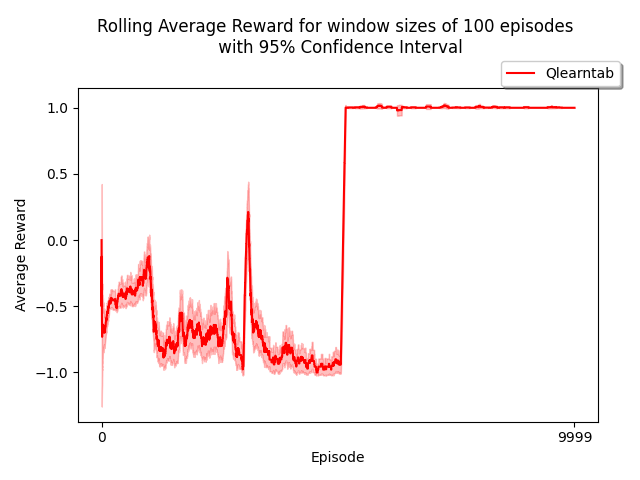 Rolling Average Reward for window sizes of 100 episodes
with 95% Confidence Interval
Qlearntab
1.0
0.5
0.0
−0.5
−1.0
Average Reward
0
9999
Episode